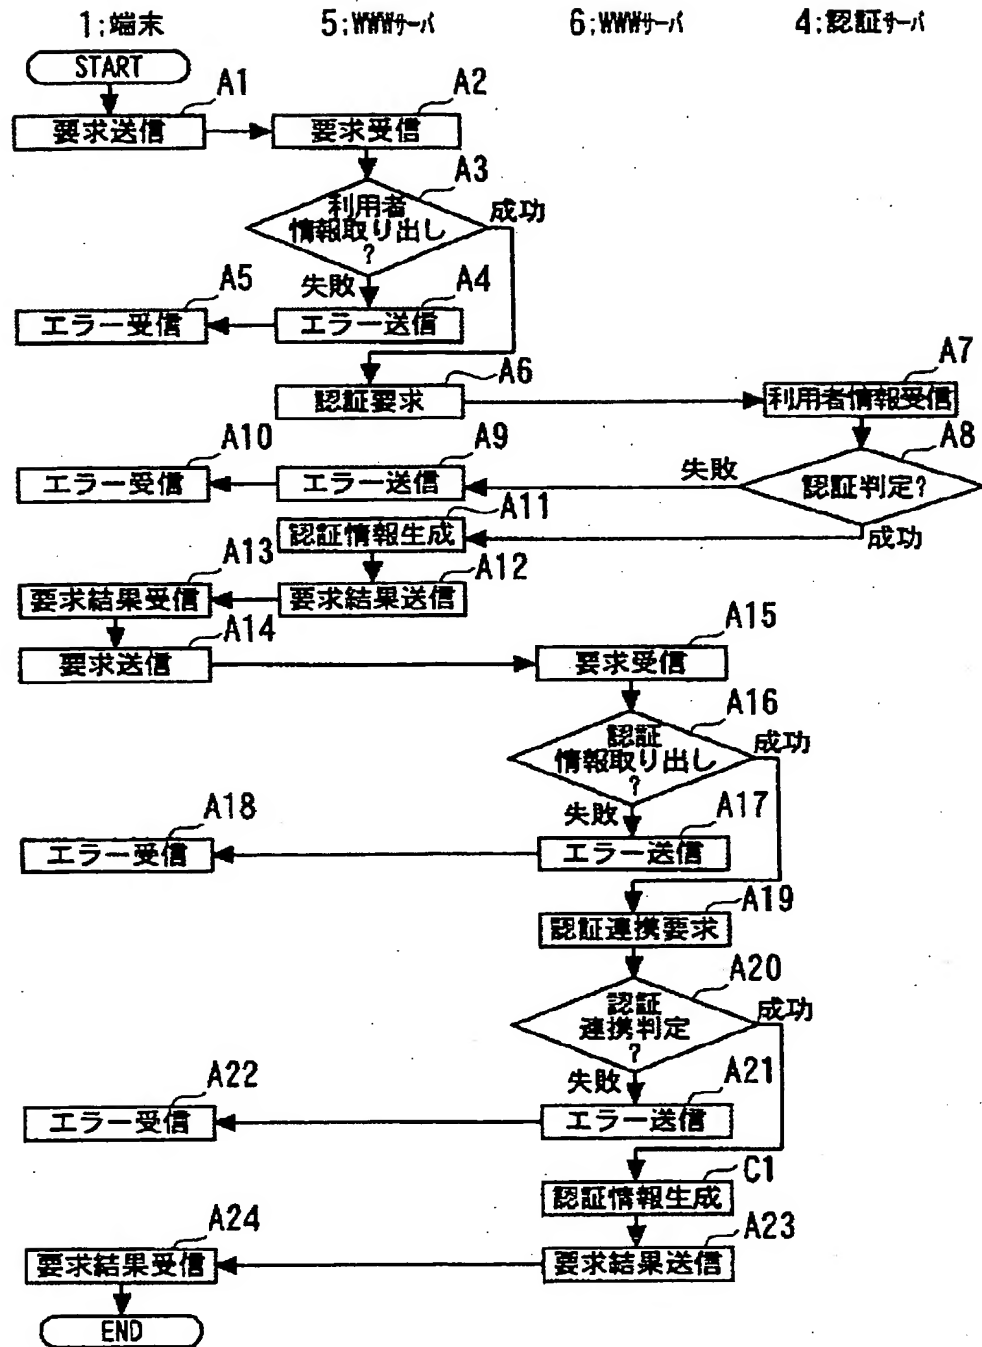 1:端末 5:WWWサーバ 6:WWWサーバ 4:認証サーバ
START
A1 A2
要求送信 要求受信
A3
利用者 成功
情報取り出し
?
A5 失敗 A4
エラー受信 エラー送信
A6 A7
認証要求 利用者情報受信
A10 A9 A8
失敗
エラー受信 エラー送信 認証判定?
A11
認証情報生成 成功
A13 A12
要求結果受信 要求結果送信
A14 A15
要求送信 要求受信
A16
認証 成功
情報取り出し
?
A18 失敗 A17
エラー受信 エラー送信
A19
認証連携要求
A20
認証 成功
連携判定
?
A22 失敗 A21
エラー受信 エラー送信
C1
認証情報生成
A24 A23
要求結果受信 要求結果送信
END